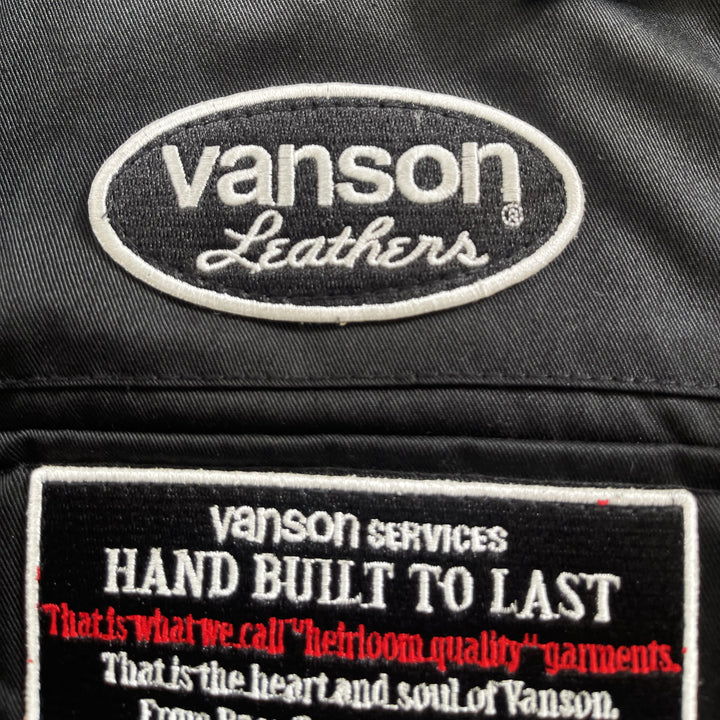 vanson®
Leathers
vanson SERVICES
HAND BUILT TO LAST
That is what we call "heirloom quality" garments.
That is the heart and soul of Vanson.
From